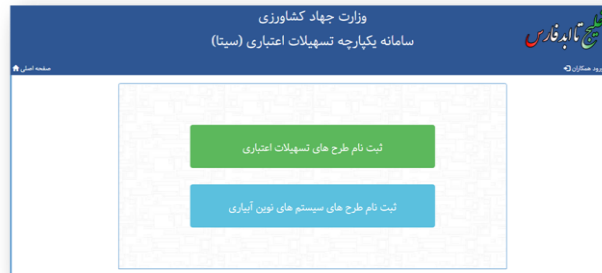 وزارت جهاد کشاورزی
سامانه یکپارچه تسهیلات اعتباری (سیتا)
خلیج تا ابد فارس
ورود همکاران
صفحه اصلی
ثبت نام طرح های تسهیلات اعتباری
ثبت نام طرح های سیستم های نوین آبیاری